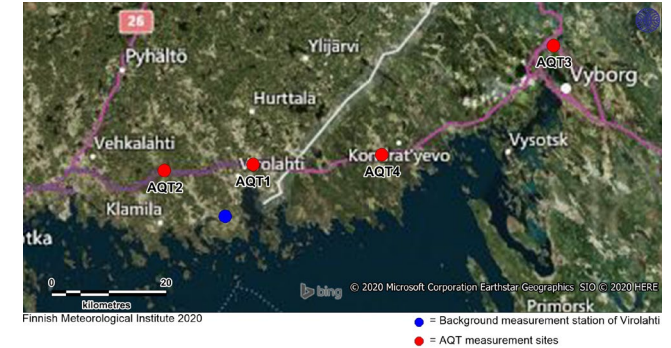 26
Pyhältö
Ylijärvi
AQT3
Vyborg
Hurttala
Vehkalahti
Virolahti
Kondrat'yevo
Vysotsk
AQT2
AQT1
AQT4
Klamila
tka
0 20
kilometres
bing
© 2020 Microsoft Corporation Earthstar Geographics SIO © 2020 HERE
Primorsk
Finnish Meteorological Institute 2020
= Background measurement station of Virolahti
= AQT measurement sites